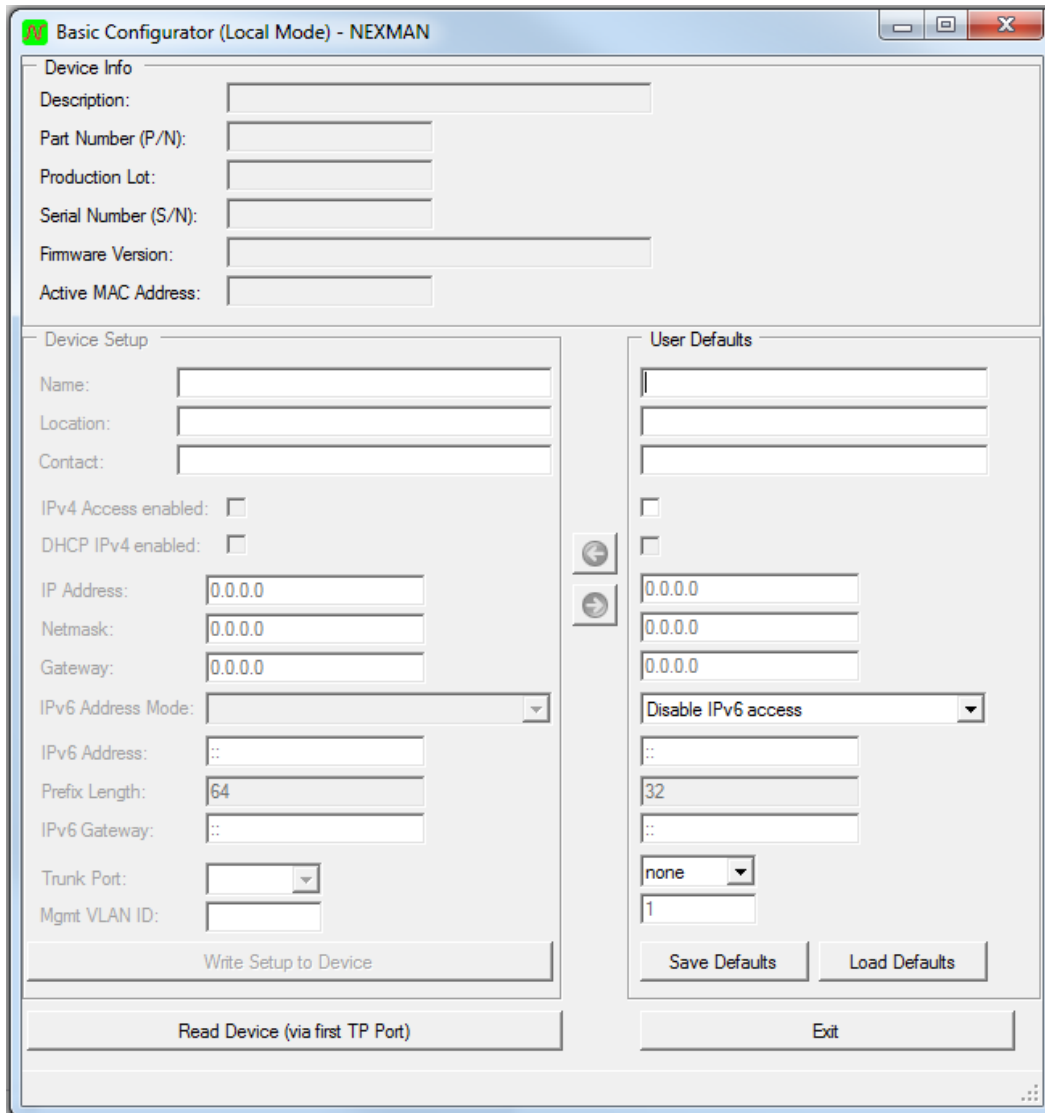 Basic Configurator (Local Mode) - NEXMAN
Device Info
Description:
Part Number (P/N):
Production Lot:
Serial Number (S/N):
Firmware Version:
Active MAC Address:
Device Setup
Name:
Location:
Contact:
IPv4 Access enabled:
DHCP IPv4 enabled:
IP Address: 0.0.0.0
Netmask: 0.0.0.0
Gateway: 0.0.0.0
IPv6 Address Mode:
IPv6 Address: ::
Prefix Length: 64
IPv6 Gateway: ::
Trunk Port:
Mgmt VLAN ID:
Write Setup to Device
User Defaults
0.0.0.0
0.0.0.0
0.0.0.0
Disable IPv6 access
::
32
::
none
1
Save Defaults Load Defaults
Read Device (via first TP Port)
Exit